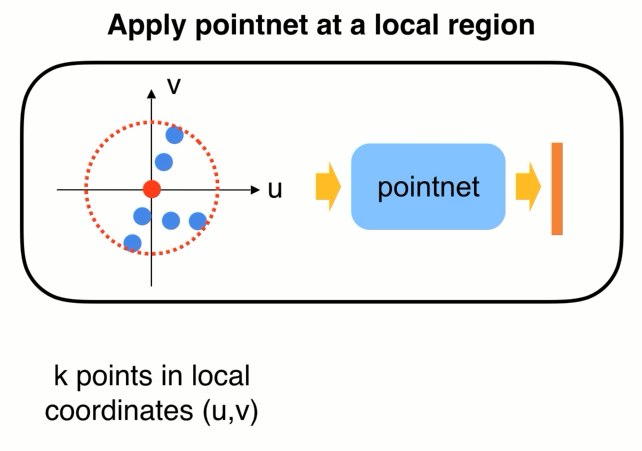 Apply pointnet at a local region
v
u
pointnet
k points in local
coordinates (u,v)